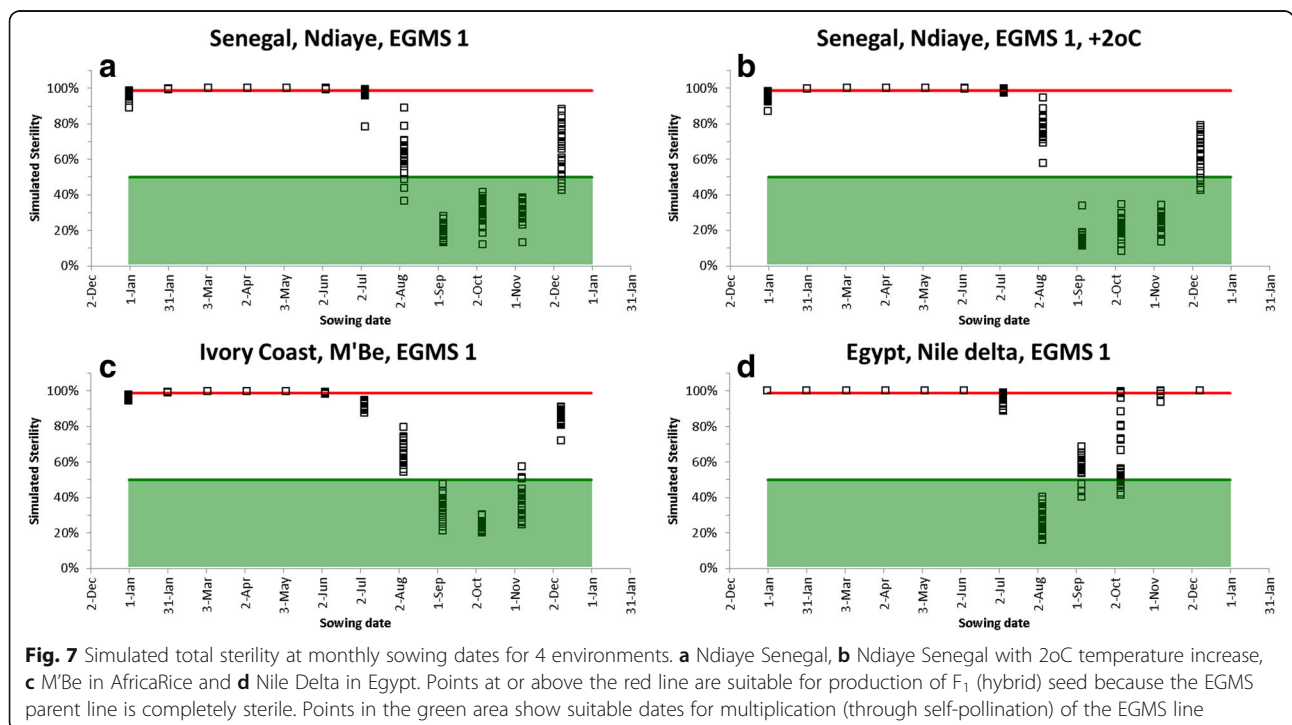 Senegal, Ndiaye, EGMS 1
a
Simulated Sterility
100%
80%
60%
40%
20%
0%
2-Dec
1-Jan
31-Jan
3-Mar
2-Apr
3-May
2-Jun
2-Jul
2-Aug
1-Sep
2-Oct
1-Nov
2-Dec
1-Jan
31-Jan
Sowing date
Senegal, Ndiaye, EGMS 1, +2oC
b
Simulated Sterility
100%
80%
60%
40%
20%
0%
2-Dec
1-Jan
31-Jan
3-Mar
2-Apr
3-May
2-Jun
2-Jul
2-Aug
1-Sep
2-Oct
1-Nov
2-Dec
1-Jan
31-Jan
Sowing date
Ivory Coast, M'Be, EGMS 1
c
Simulated Sterility
100%
80%
60%
40%
20%
0%
2-Dec
1-Jan
31-Jan
3-Mar
2-Apr
3-May
2-Jun
2-Jul
2-Aug
1-Sep
2-Oct
1-Nov
2-Dec
1-Jan
31-Jan
Sowing date
Egypt, Nile delta, EGMS 1
d
Simulated Sterility
100%
80%
60%
40%
20%
0%
2-Dec
1-Jan
31-Jan
3-Mar
2-Apr
3-May
2-Jun
2-Jul
2-Aug
1-Sep
2-Oct
1-Nov
2-Dec
1-Jan
31-Jan
Sowing date
Fig. 7 Simulated total sterility at monthly sowing dates for 4 environments. a Ndiaye Senegal, b Ndiaye Senegal with 2oC temperature increase,
c M'Be in AfricaRice and d Nile Delta in Egypt. Points at or above the red line are suitable for production of F₁ (hybrid) seed because the EGMS
parent line is completely sterile. Points in the green area show suitable dates for multiplication (through self-pollination) of the EGMS line